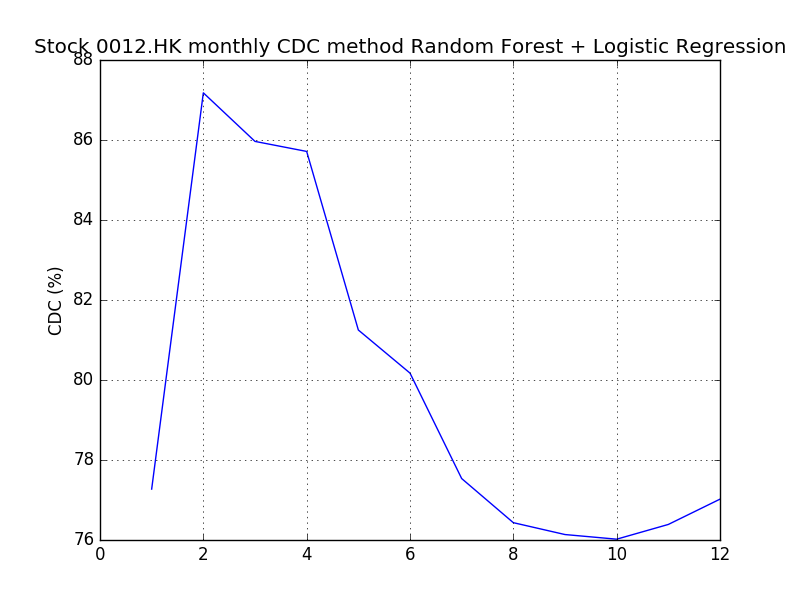 Stock 0012.HK monthly CDC method Random Forest + Logistic Regression
88
86
84
82
80
78
76
CDC (%)
0 2 4 6 8 10 12